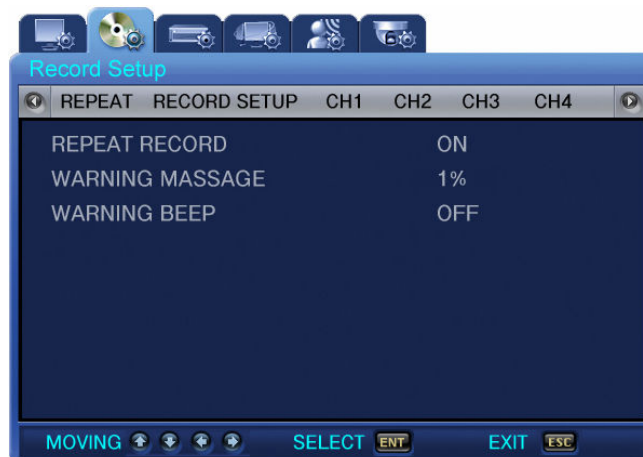 6
Record Setup
REPEAT RECORD SETUP CH1 CH2 CH3 CH4
REPEAT RECORD ON
WARNING MASSAGE 1%
WARNING BEEP OFF
MOVING SELECT ENT EXIT ESC